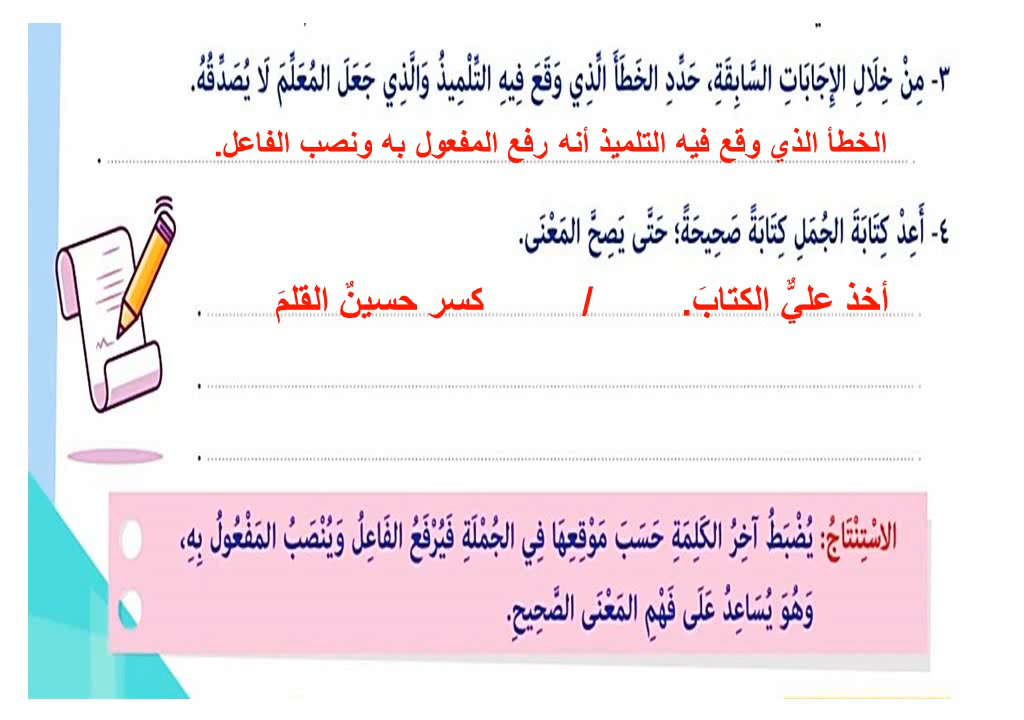 ٣- مِنْ خِلَالِ الإِجَابَاتِ السَّابِقَةِ، حَدِّدِ الخَطَأَ الَّذِي وَقَعَ فِيهِ التِّلْمِيذُ وَالَّذِي جَعَلَ المُعَلِّمَ لَا يُصَدِّقُهُ.
الخطأ الذي وقع فيه التلميذ أنه رفع المفعول به ونصب الفاعل.
٤- أَعِدْ كِتَابَةَ الجُمَلِ كِتَابَةً صَحِيحَةً؛ حَتَّى يَصِحَّ المَعْنَى.
أخذ عليٌّ الكتابَ. / كسر حسينٌ القلمَ
الاسْتِنْتَاجُ: يُضْبَطُ آخِرُ الكَلِمَةِ حَسَبَ مَوْقِعِهَا فِي الجُمْلَةِ فَيُرْفَعُ الفَاعِلُ وَيُنْصَبُ المَفْعُولُ بِهِ،
وَهُوَ يُسَاعِدُ عَلَى فَهْمِ المَعْنَى الصَّحِيحِ.